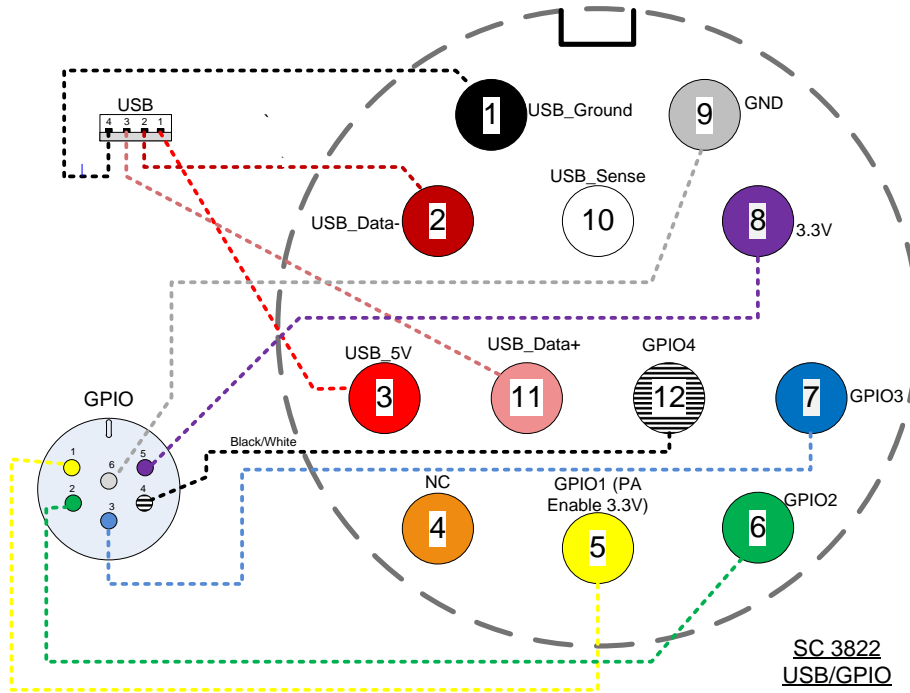 USB
4 3 2 1
1 USB_Ground
9 GND
USB_Sense
USB_Data- 2
10
8 3.3V
USB_5V
USB_Data+
GPIO4
3
11
12
7 GPIO3
GPIO
1
2
3
4
5
6
Black/White
NC
4
GPIO1 (PA
Enable 3.3V)
5
6 GPIO2
SC 3822
USB/GPIO